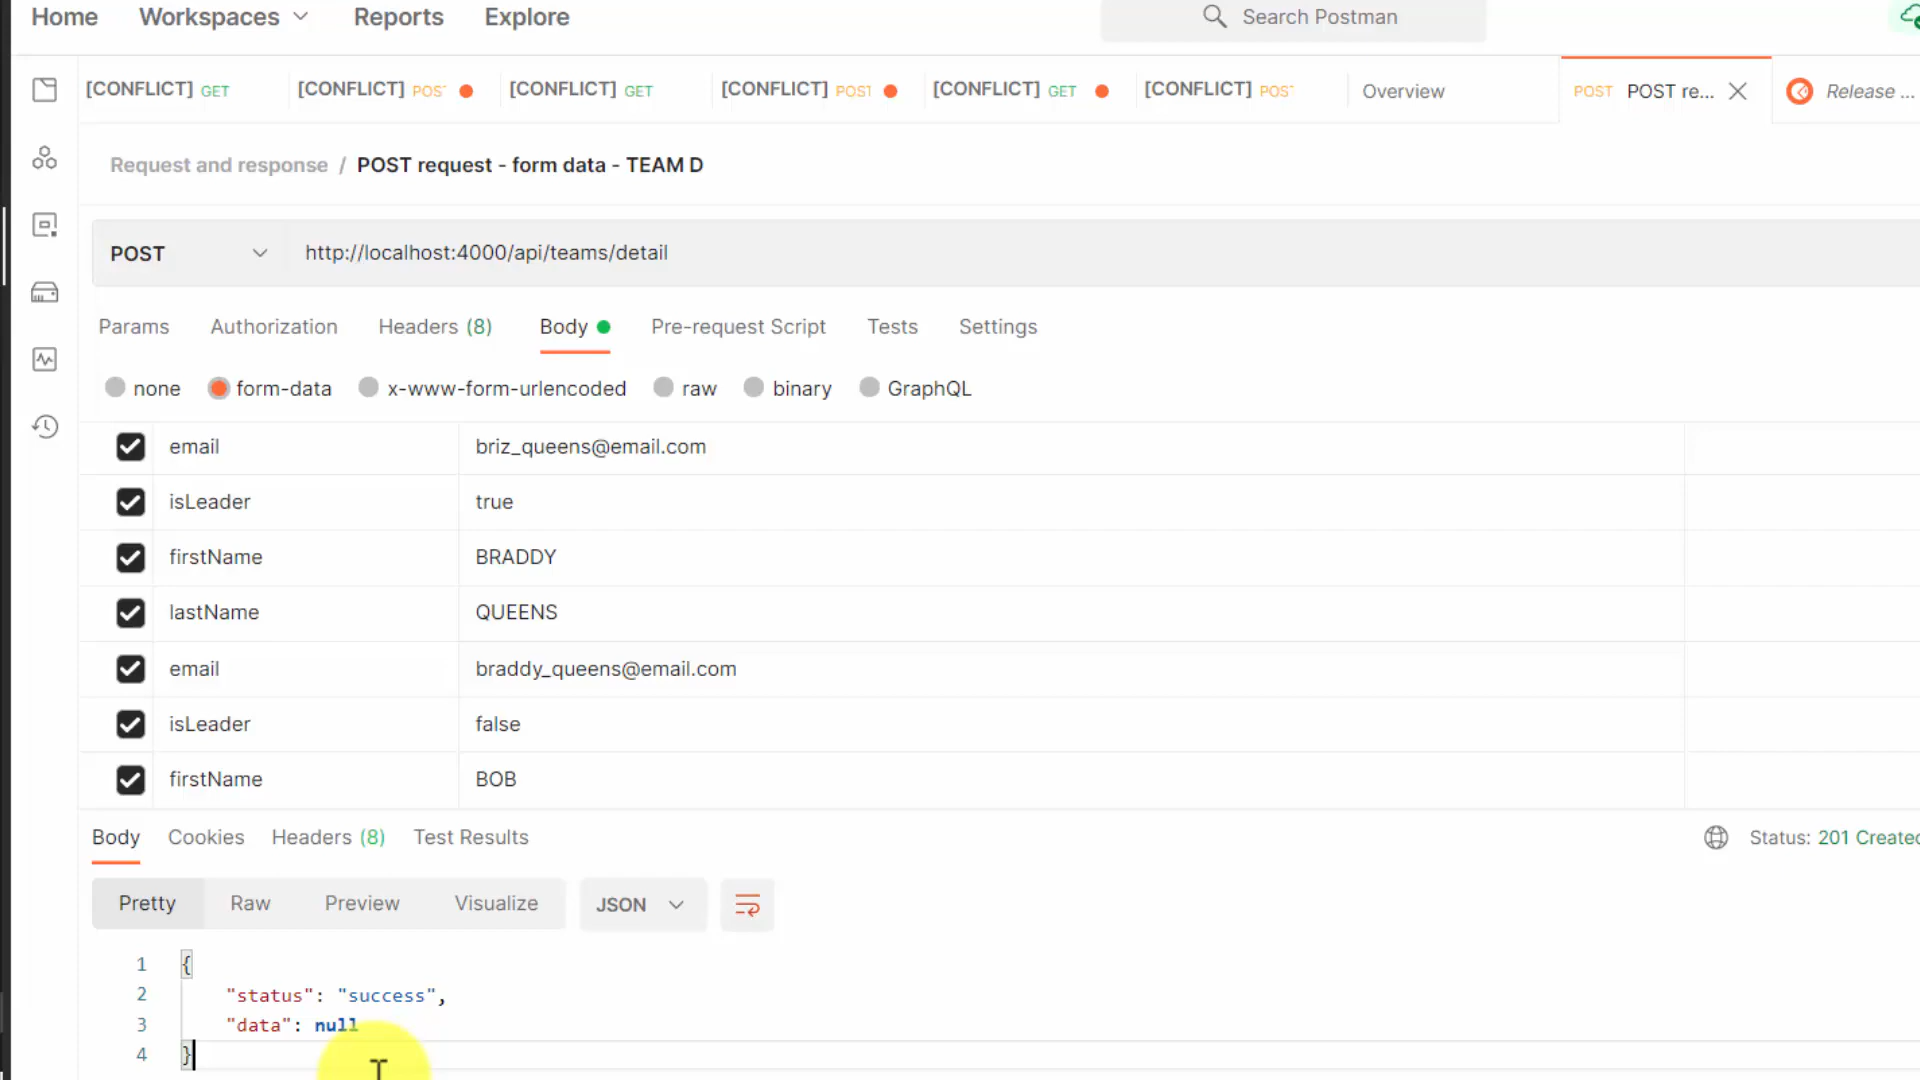 Home Workspaces Reports Explore Search Postman
[CONFLICT] GET [CONFLICT] POST [CONFLICT] GET [CONFLICT] POST [CONFLICT] GET [CONFLICT] POST Overview POST POST re... Release ...
Request and response / POST request - form data - TEAM D
POST http://localhost:4000/api/teams/detail
Params Authorization Headers (8) Body Pre-request Script Tests Settings
none form-data x-www-form-urlencoded raw binary GraphQL
email briz_queens@email.com
isLeader true
firstName BRADDY
lastName QUEENS
email braddy_queens@email.com
isLeader false
firstName BOB
Body Cookies Headers (8) Test Results Status: 201 Created
Pretty Raw Preview Visualize JSON
1 {
2 "status": "success",
3 "data": null
4 }